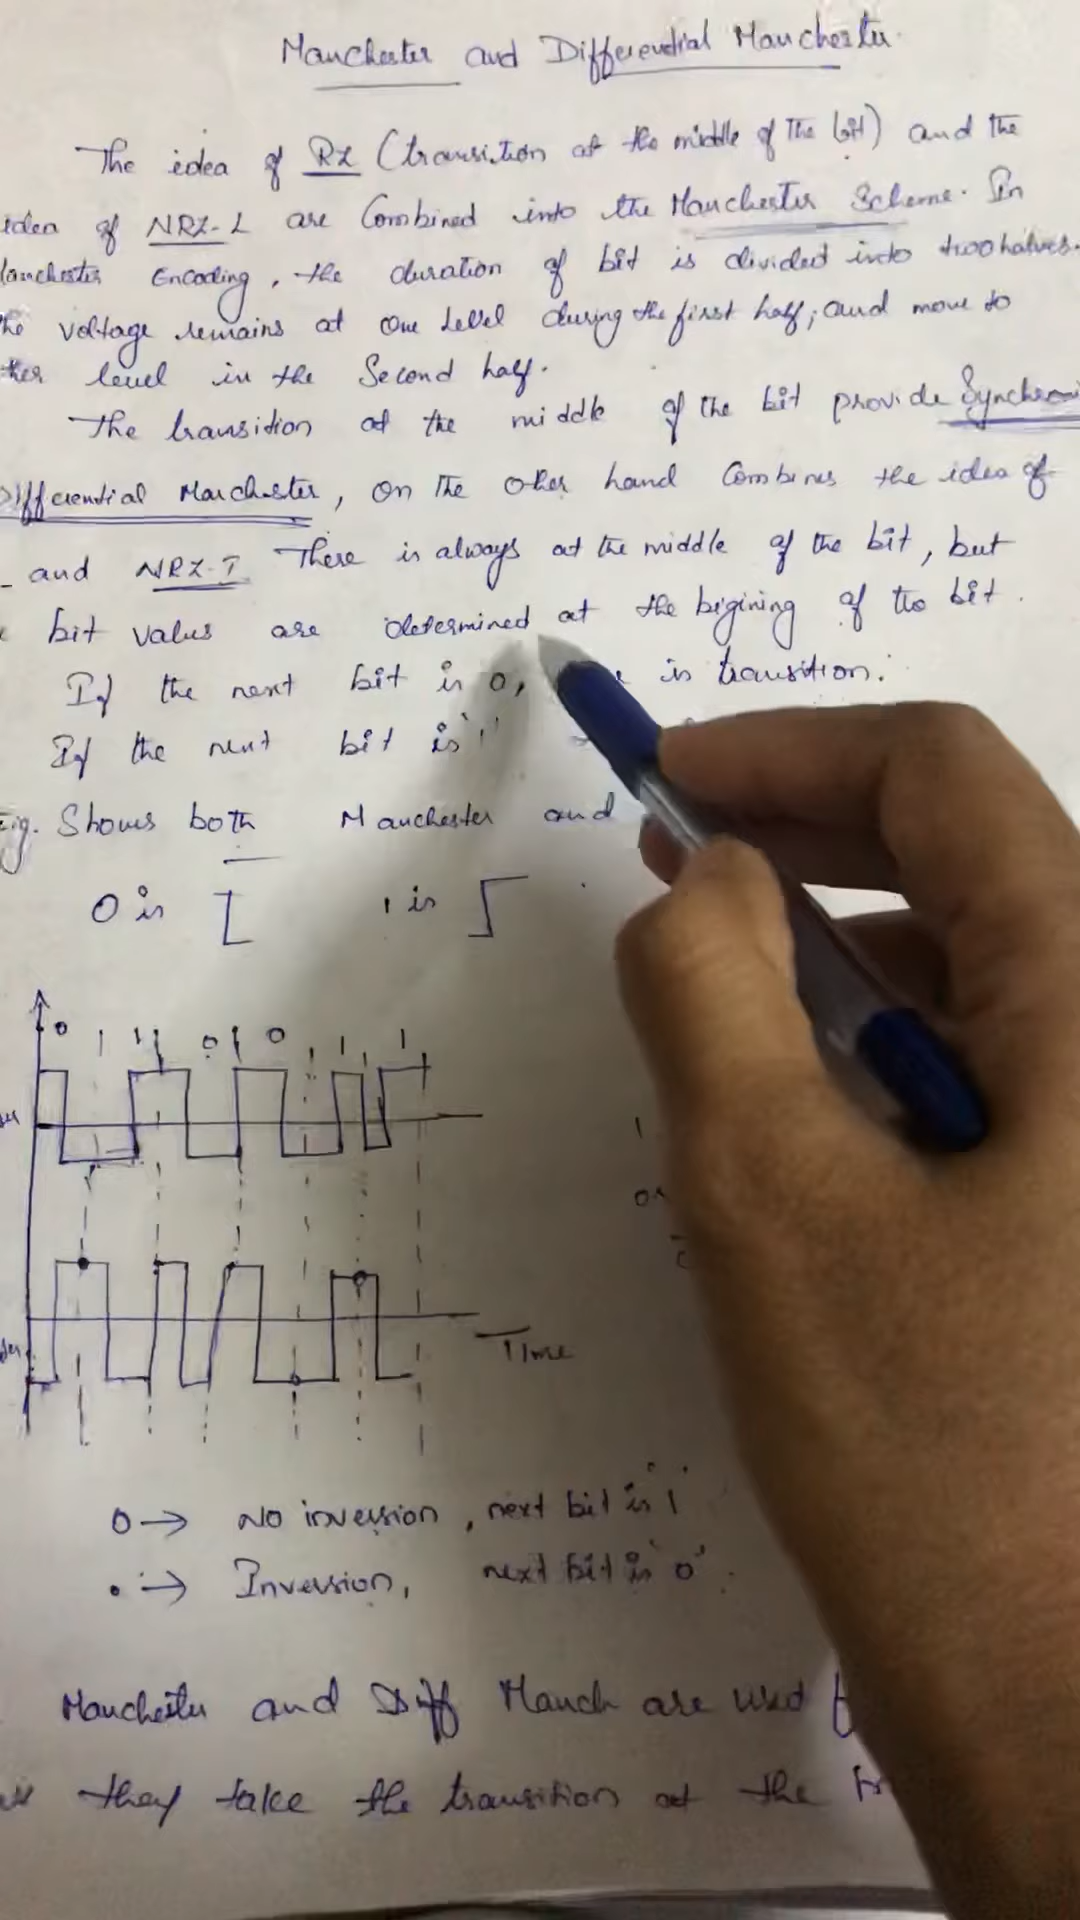 Manchester and Differential Manchester
The idea of RZ (transition at the middle of the bit) and the
idea of NRZ-L are Combined into the Manchester Scheme. In
Manchester Encoding, the duration of bit is divided into two halves.
The voltage remains at one level during the first half, and move to
level in the Second half.
The transition at the middle of the bit provide Synchroni
Differential Manchester, on the other hand Combines the idea of
and NRZ-I There is always at the middle of the bit, but
bit values are determined at the bigining of the bit.
If the next bit is 0, is transition.
If the next bit is '1'
Fig. Shows both Manchester and
0 is 1 is
0 1 0 0 1 1
Time
O → NO inversion, next bit is '1'
• → Inversion, next bit is '0'.
Manchester and Diff Manch are used
they take the transition at the